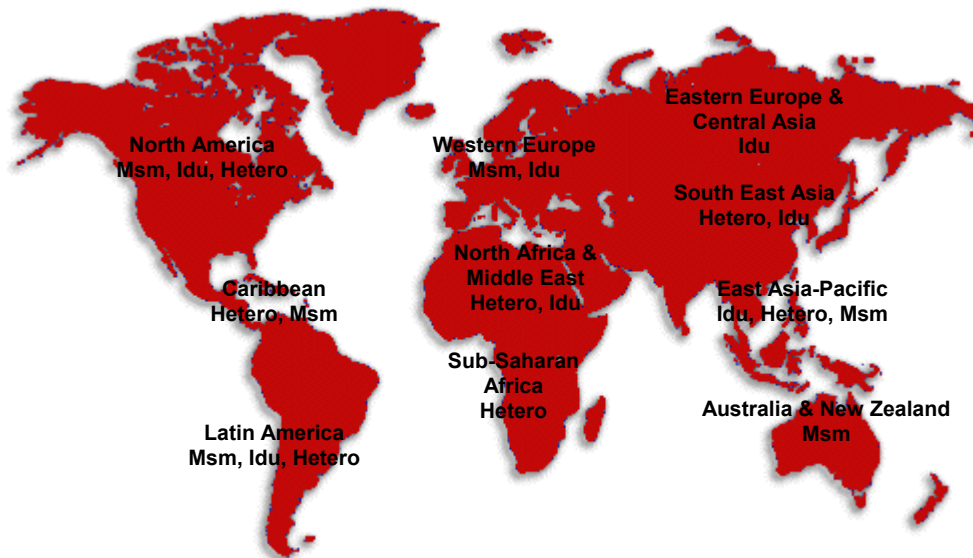 North America
Msm, Idu, Hetero
Western Europe
Msm, Idu
Eastern Europe &
Central Asia
Idu
South East Asia
Hetero, Idu
North Africa &
Middle East
Hetero, Idu
Caribbean
Hetero, Msm
East Asia-Pacific
Idu, Hetero, Msm
Sub-Saharan
Africa
Hetero
Latin America
Msm, Idu, Hetero
Australia & New Zealand
Msm